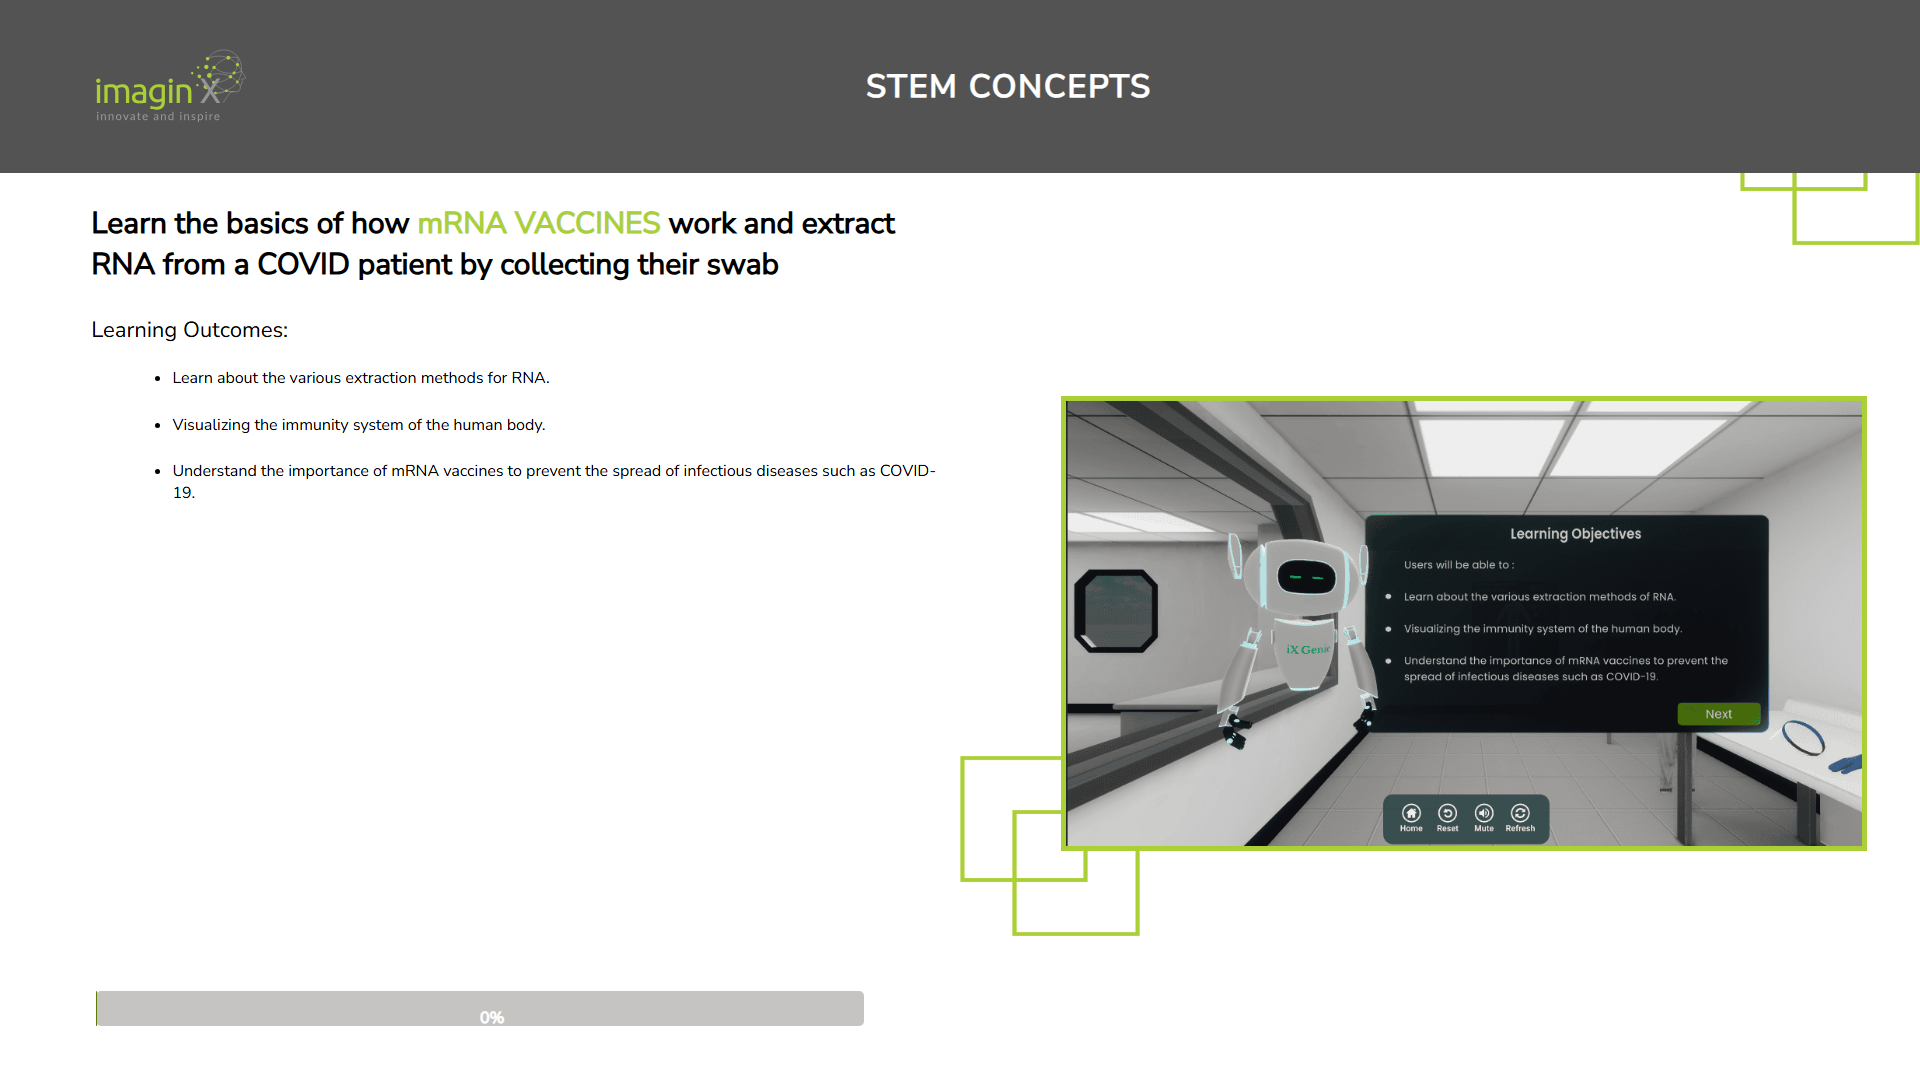 imagin X
innovate and inspire
STEM CONCEPTS
Learn the basics of how mRNA VACCINES work and extract
RNA from a COVID patient by collecting their swab
Learning Outcomes:
Learn about the various extraction methods for RNA.
Visualizing the immunity system of the human body.
Understand the importance of mRNA vaccines to prevent the spread of infectious diseases such as COVID-
19.
Learning Objectives
Users will be able to :
Learn about the various extraction methods of RNA.
Visualizing the immunity system of the human body.
Understand the importance of mRNA vaccines to prevent the
spread of infectious diseases such as COVID-19.
Next
iX Genie
Home Reset Mute Refresh
0%